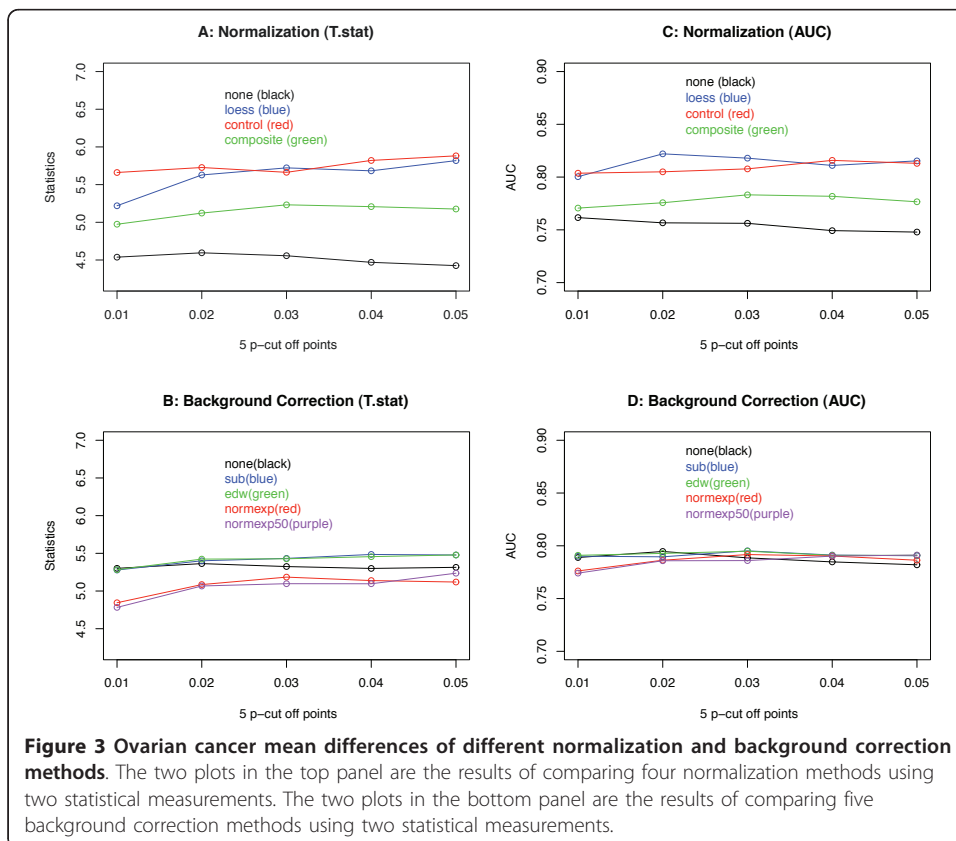 A: Normalization (T.stat)
Statistics
7.0
6.5
6.0
5.5
5.0
4.5
none (black)
loess (blue)
control (red)
composite (green)
0.01 0.02 0.03 0.04 0.05
5 p−cut off points
C: Normalization (AUC)
AUC
0.90
0.85
0.80
0.75
0.70
none (black)
loess (blue)
control (red)
composite (green)
0.01 0.02 0.03 0.04 0.05
5 p−cut off points
B: Background Correction (T.stat)
Statistics
7.0
6.5
6.0
5.5
5.0
4.5
none(black)
sub(blue)
edw(green)
normexp(red)
normexp50(purple)
0.01 0.02 0.03 0.04 0.05
5 p−cut off points
D: Background Correction (AUC)
AUC
0.90
0.85
0.80
0.75
0.70
none(black)
sub(blue)
edw(green)
normexp(red)
normexp50(purple)
0.01 0.02 0.03 0.04 0.05
5 p−cut off points
Figure 3 Ovarian cancer mean differences of different normalization and background correction
methods. The two plots in the top panel are the results of comparing four normalization methods using
two statistical measurements. The two plots in the bottom panel are the results of comparing five
background correction methods using two statistical measurements.